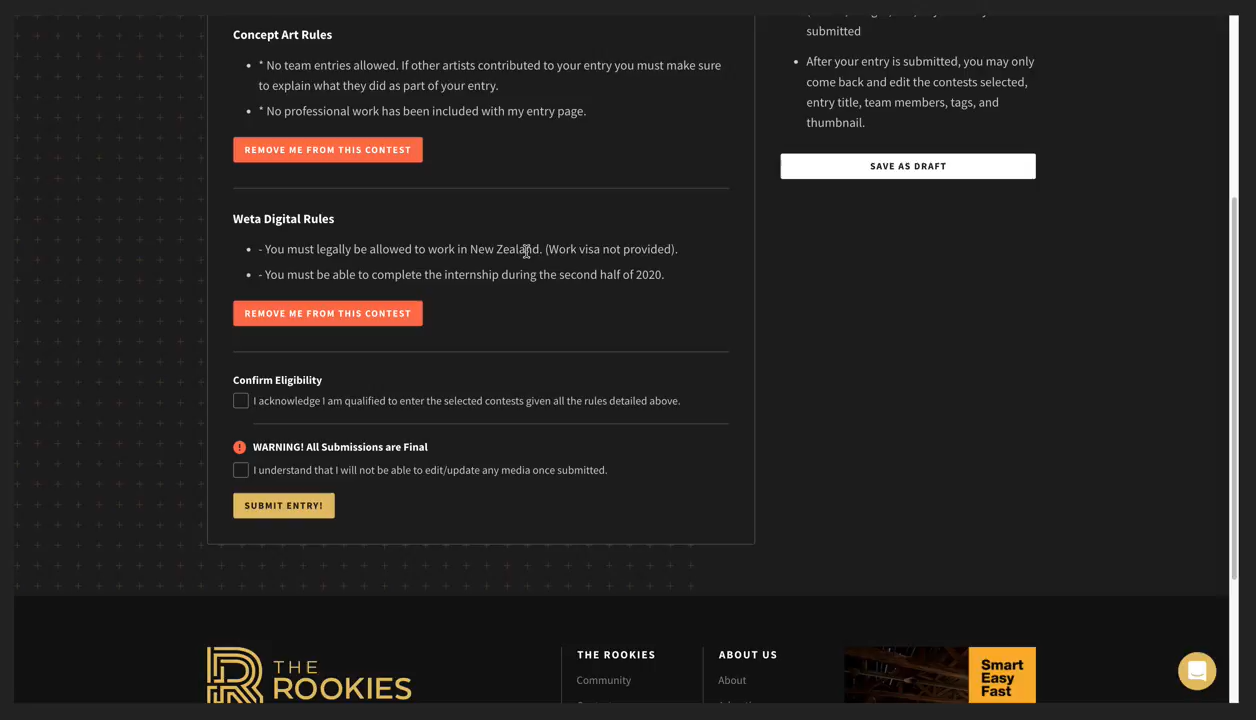 Concept Art Rules
* No team entries allowed. If other artists contributed to your entry you must make sure
to explain what they did as part of your entry.
* No professional work has been included with my entry page.
REMOVE ME FROM THIS CONTEST
Weta Digital Rules
- You must legally be allowed to work in New Zealand. (Work visa not provided).
- You must be able to complete the internship during the second half of 2020.
REMOVE ME FROM THIS CONTEST
Confirm Eligibility
I acknowledge I am qualified to enter the selected contests given all the rules detailed above.
WARNING! All Submissions are Final
I understand that I will not be able to edit/update any media once submitted.
SUBMIT ENTRY!
submitted
After your entry is submitted, you may only
come back and edit the contests selected,
entry title, team members, tags, and
thumbnail.
SAVE AS DRAFT
THE
ROOKIES
THE ROOKIES
Community
ABOUT US
About
Smart
Easy
Fast